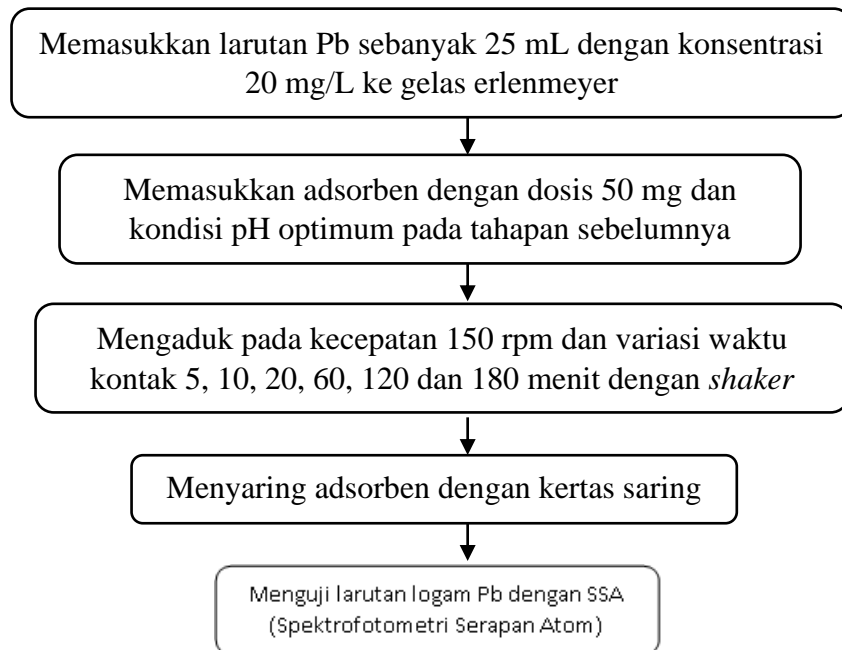 Memasukkan larutan Pb sebanyak 25 mL dengan konsentrasi
20 mg/L ke gelas erlenmeyer
Memasukkan adsorben dengan dosis 50 mg dan
kondisi pH optimum pada tahapan sebelumnya
Mengaduk pada kecepatan 150 rpm dan variasi waktu
kontak 5, 10, 20, 60, 120 dan 180 menit dengan shaker
Menyaring adsorben dengan kertas saring
Menguji larutan logam Pb dengan SSA
(Spektrofotometri Serapan Atom)